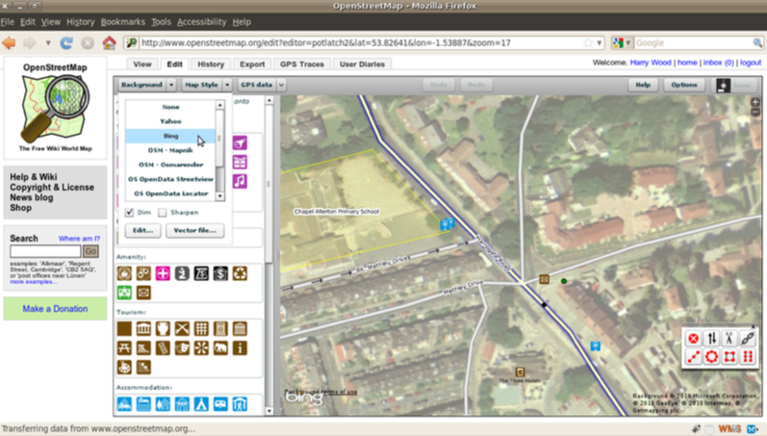 OpenStreetMap - Mozilla Firefox
File Edit View History Bookmarks Tools Accessibility Help
http://www.openstreetmap.org/edit?editor=potlatch2&lat=53.82641&lon=-1.53887&zoom=17
Google
OpenStreetMap
The Free Wiki World Map
View Edit History Export GPS Traces User Diaries
Welcome, Harry Wood | home | inbox (0) | logout
Background Map Style GPS data Undo Redo Help Options Save
onto
None
Yahoo
Bing
OSM - Mapnik
OSM - Osmarender
OS OpenData Streetview
OS OpenData Locator
Dim Sharpen
Edit... Vector file...
Amenity:
Tourism:
Accommodation:
Help & Wiki
Copyright & License
News blog
Shop
Search Where am I?
Go
examples: 'Alkmaar', 'Regent
Street, Cambridge', 'CB2 5AQ',
or 'post offices near Lünen'
more examples...
Make a Donation
Chapel Allerton Primary School
The Three Hulats
Background terms of use
bing
Background © 2010 Microsoft Corporation,
© 2010 GeoEye, © 2010 Intermap, ©
Getmapping plc
Transferring data from www.openstreetmap.org...